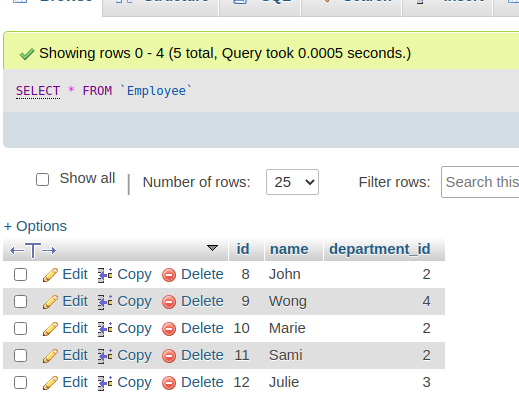 Browse Structure SQL Search Insert
Showing rows 0 - 4 (5 total, Query took 0.0005 seconds.)
SELECT * FROM `Employee`
Show all | Number of rows: 25 Filter rows: Search this
+ Options
id name department_id
Edit Copy Delete 8 John 2
Edit Copy Delete 9 Wong 4
Edit Copy Delete 10 Marie 2
Edit Copy Delete 11 Sami 2
Edit Copy Delete 12 Julie 3